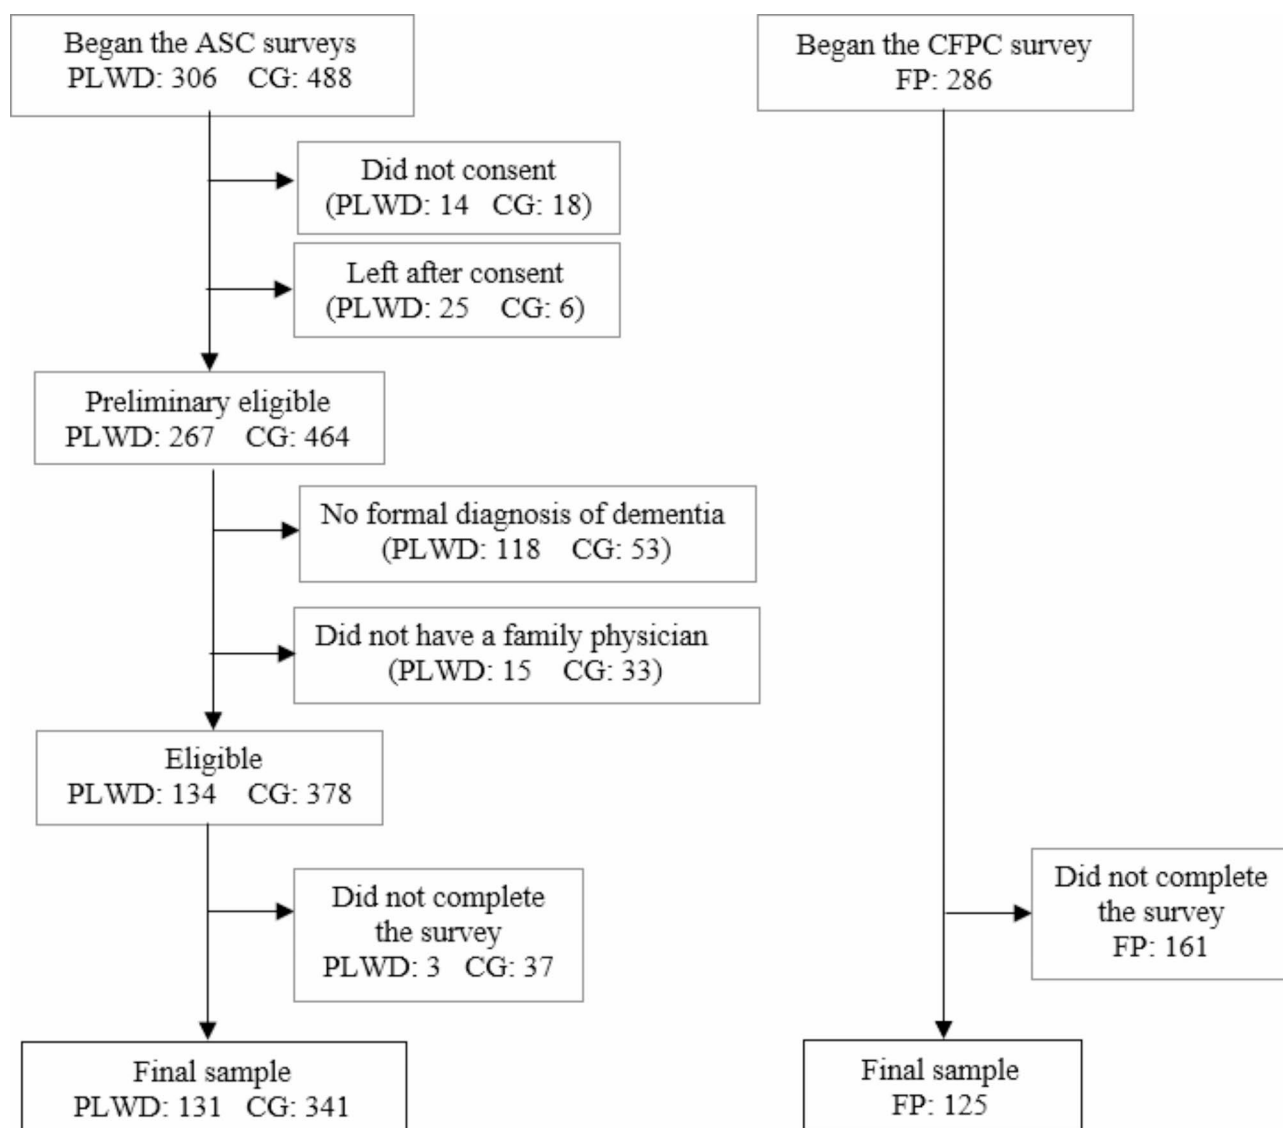 Began the ASC surveys
PLWD: 306 CG: 488
Did not consent
(PLWD: 14 CG: 18)
Left after consent
(PLWD: 25 CG: 6)
Preliminary eligible
PLWD: 267 CG: 464
No formal diagnosis of dementia
(PLWD: 118 CG: 53)
Did not have a family physician
(PLWD: 15 CG: 33)
Eligible
PLWD: 134 CG: 378
Did not complete
the survey
PLWD: 3 CG: 37
Final sample
PLWD: 131 CG: 341
Began the CFPC survey
FP: 286
Did not complete
the survey
FP: 161
Final sample
FP: 125